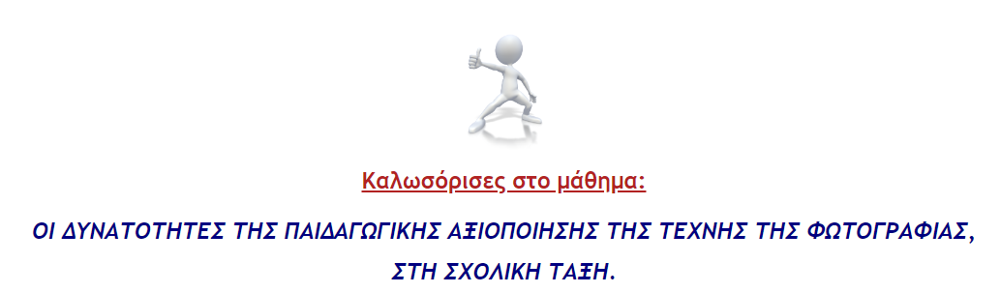 Καλωσόρισες στο μάθημα:
ΟΙ ΔΥΝΑΤΟΤΗΤΕΣ ΤΗΣ ΠΑΙΔΑΓΩΓΙΚΗΣ ΑΞΙΟΠΟΙΗΣΗΣ ΤΗΣ ΤΕΧΝΗΣ ΤΗΣ ΦΩΤΟΓΡΑΦΙΑΣ,
ΣΤΗ ΣΧΟΛΙΚΗ ΤΑΞΗ.